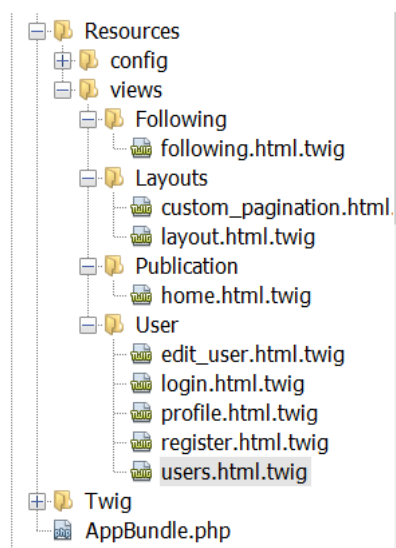 Resources
config
views
Following
following.html.twig
Layouts
custom_pagination.html.
layout.html.twig
Publication
home.html.twig
User
edit_user.html.twig
login.html.twig
profile.html.twig
register.html.twig
users.html.twig
Twig
AppBundle.php